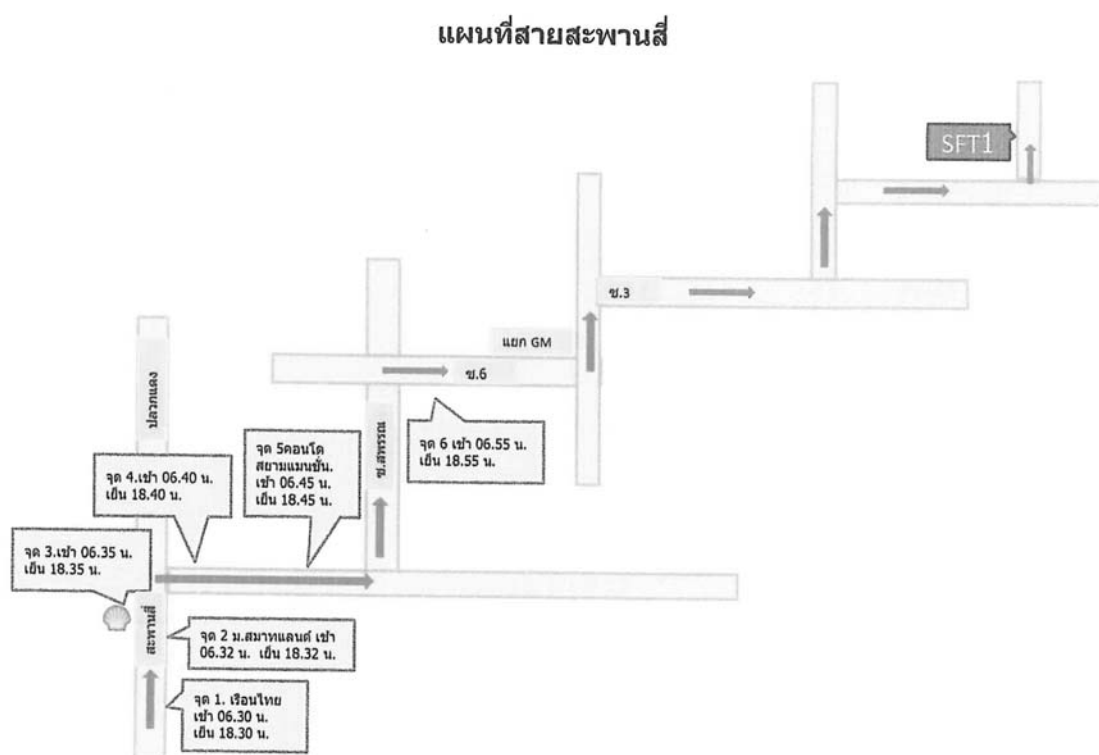 แผนที่สายสะพานสี่
SFT1
ซ.3
แยก GM
ซ.6
ปลวกแดง
ซ.สพรรณ
จุด 6 เช้า 06.55 น.
เย็น 18.55 น.
จุด 5คอนโด
สยามแมนชั่น.
เช้า 06.45 น.
เย็น 18.45 น.
จุด 4.เช้า 06.40 น.
เย็น 18.40 น.
จุด 3.เช้า 06.35 น.
เย็น 18.35 น.
สะพานสี่
จุด 2 ม.สมาทแลนด์ เช้า
06.32 น. เย็น 18.32 น.
จุด 1. เรือนไทย
เช้า 06.30 น.
เย็น 18.30 น.